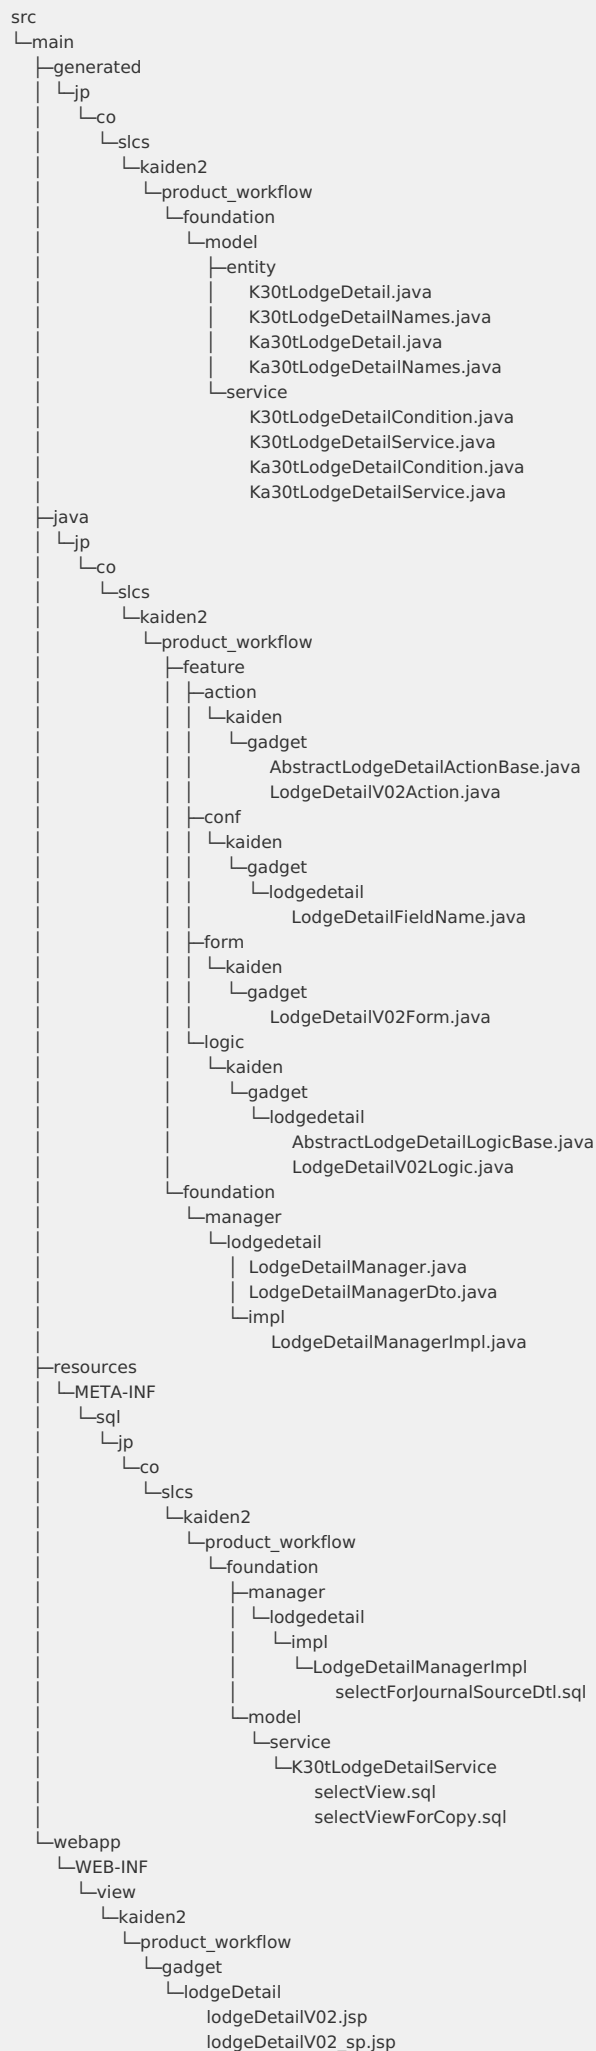 src
└─main
├─generated
│ └─jp
│ └─co
│ └─slcs
│ └─kaiden2
│ └─product_workflow
│ └─foundation
│ └─model
│ ├─entity
│ │ K30tLodgeDetail.java
│ │ K30tLodgeDetailNames.java
│ │ Ka30tLodgeDetail.java
│ │ Ka30tLodgeDetailNames.java
│ └─service
│ K30tLodgeDetailCondition.java
│ K30tLodgeDetailService.java
│ Ka30tLodgeDetailCondition.java
│ Ka30tLodgeDetailService.java
├─java
│ └─jp
│ └─co
│ └─slcs
│ └─kaiden2
│ └─product_workflow
│ ├─feature
│ │ ├─action
│ │ │ └─kaiden
│ │ │ └─gadget
│ │ │ AbstractLodgeDetailActionBase.java
│ │ │ LodgeDetailV02Action.java
│ │ ├─conf
│ │ │ └─kaiden
│ │ │ └─gadget
│ │ │ └─lodgedetail
│ │ │ LodgeDetailFieldName.java
│ │ ├─form
│ │ │ └─kaiden
│ │ │ └─gadget
│ │ │ LodgeDetailV02Form.java
│ │ └─logic
│ │ └─kaiden
│ │ └─gadget
│ │ └─lodgedetail
│ │ AbstractLodgeDetailLogicBase.java
│ │ LodgeDetailV02Logic.java
│ └─foundation
│ └─manager
│ └─lodgedetail
│ │ LodgeDetailManager.java
│ │ LodgeDetailManagerDto.java
│ └─impl
│ LodgeDetailManagerImpl.java
├─resources
│ └─META-INF
│ └─sql
│ └─jp
│ └─co
│ └─slcs
│ └─kaiden2
│ └─product_workflow
│ └─foundation
│ ├─manager
│ │ └─lodgedetail
│ │ └─impl
│ │ └─LodgeDetailManagerImpl
│ │ selectForJournalSourceDtl.sql
│ └─model
│ └─service
│ └─K30tLodgeDetailService
│ selectView.sql
│ selectViewForCopy.sql
└─webapp
└─WEB-INF
└─view
└─kaiden2
└─product_workflow
└─gadget
└─lodgeDetail
lodgeDetailV02.jsp
lodgeDetailV02_sp.jsp